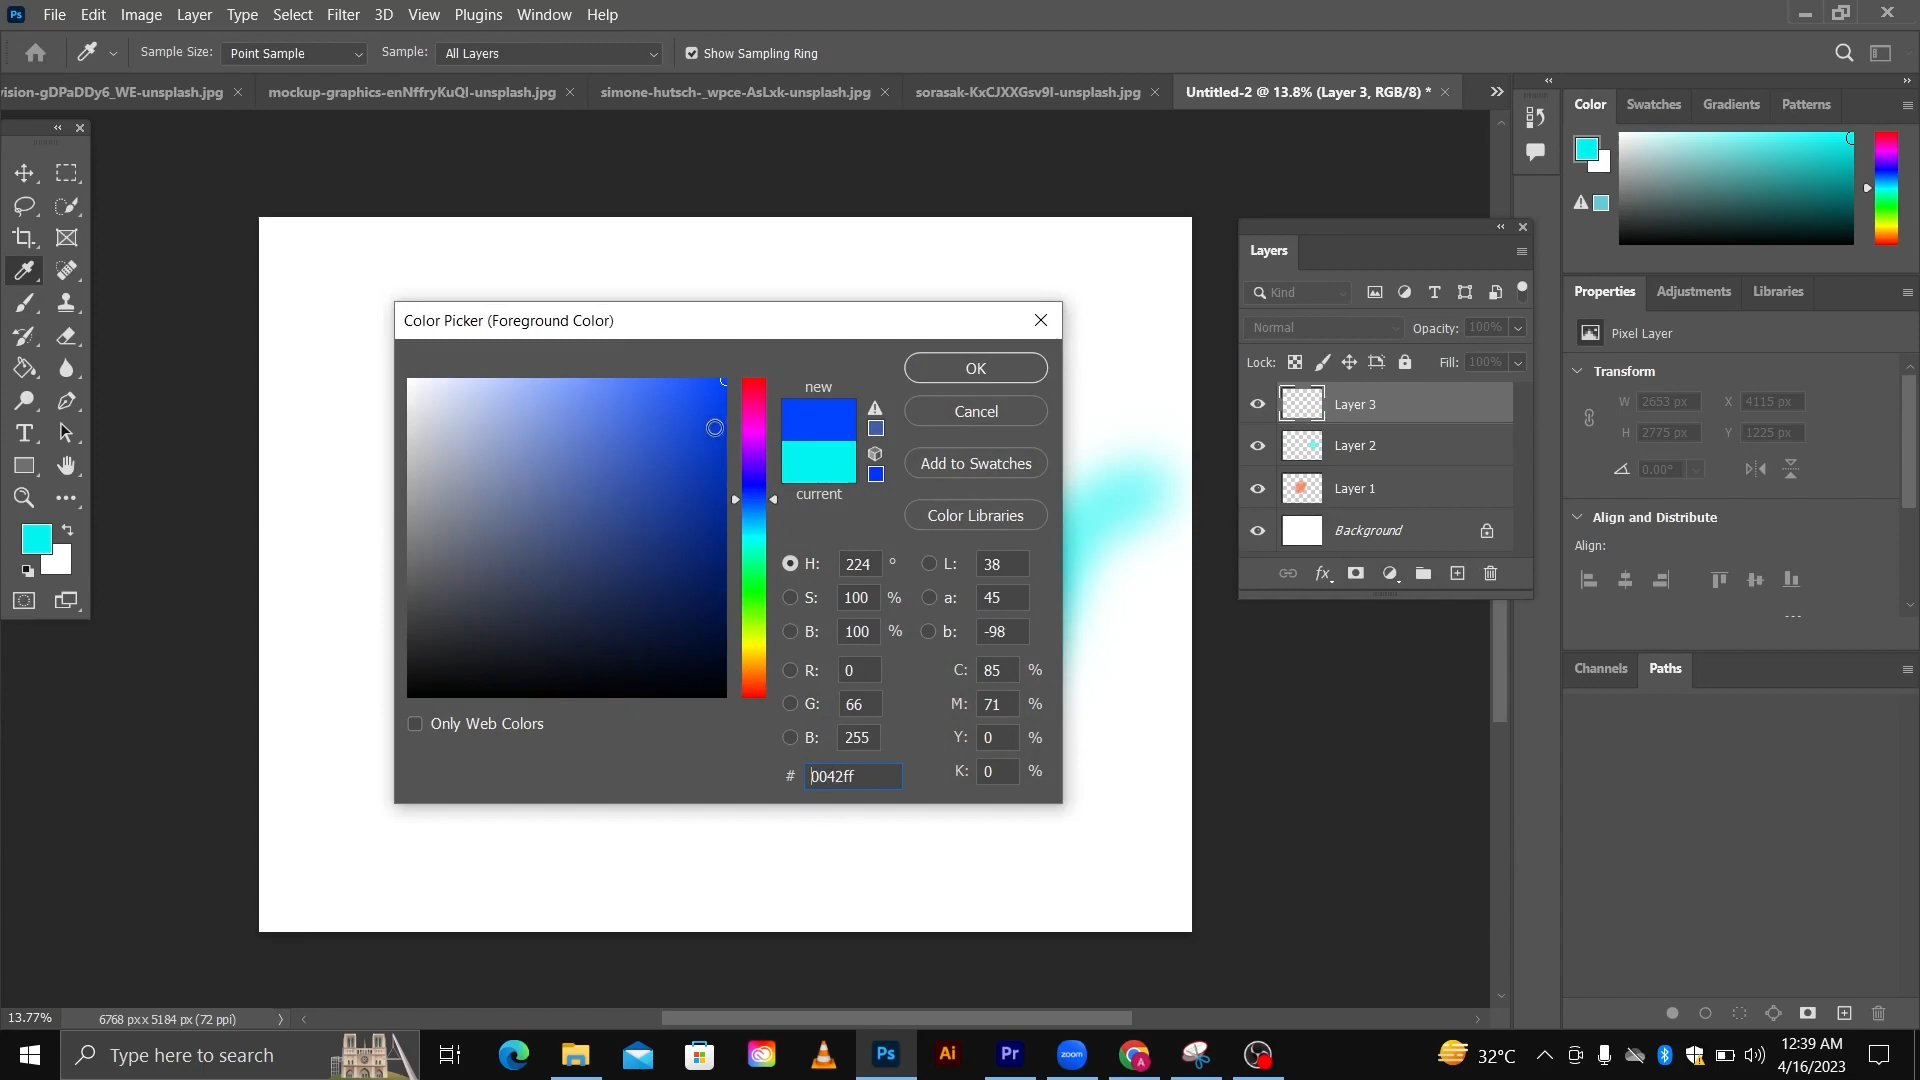 Ps File Edit Image Layer Type Select Filter 3D View Plugins Window Help
Sample Size: Point Sample Sample: All Layers Show Sampling Ring
vision-gDPaDDy6_WE-unsplash.jpg mockup-graphics-enNffryKuQI-unsplash.jpg simone-hutsch-_wpce-AsLxk-unsplash.jpg sorasak-KxCJXXGsv9I-unsplash.jpg Untitled-2 @ 13.8% (Layer 3, RGB/8) *
Color Swatches Gradients Patterns
Layers
Kind
Normal Opacity: 100%
Lock: Fill: 100%
Layer 3
Layer 2
Layer 1
Background
fx
Properties Adjustments Libraries
Pixel Layer
Transform
W 2653 px X 4115 px
H 2775 px Y 1225 px
0.00°
Align and Distribute
Align:
Channels Paths
Color Picker (Foreground Color)
new
current
OK
Cancel
Add to Swatches
Color Libraries
H: 224 ° L: 38
S: 100 % a: 45
B: 100 % b: -98
R: 0 C: 85 %
G: 66 M: 71 %
B: 255 Y: 0 %
# 0042ff K: 0 %
Only Web Colors
13.77% 6768 px x 5184 px (72 ppi)
Type here to search
Ps Ai Pr zoom A
32°C
12:39 AM
4/16/2023